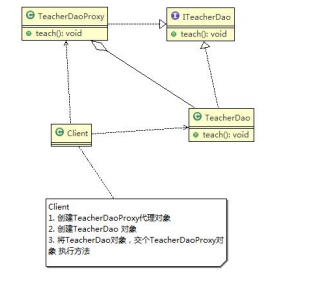 TeacherDaoProxy
teach(): void
ITeacherDao
teach(): void
TeacherDao
teach(): void
Client
Client
1. 创建TeacherDaoProxy代理对象
2. 创建TeacherDao 对象
3. 将TeacherDao对象，交个TeacherDaoProxy对
象 执行方法